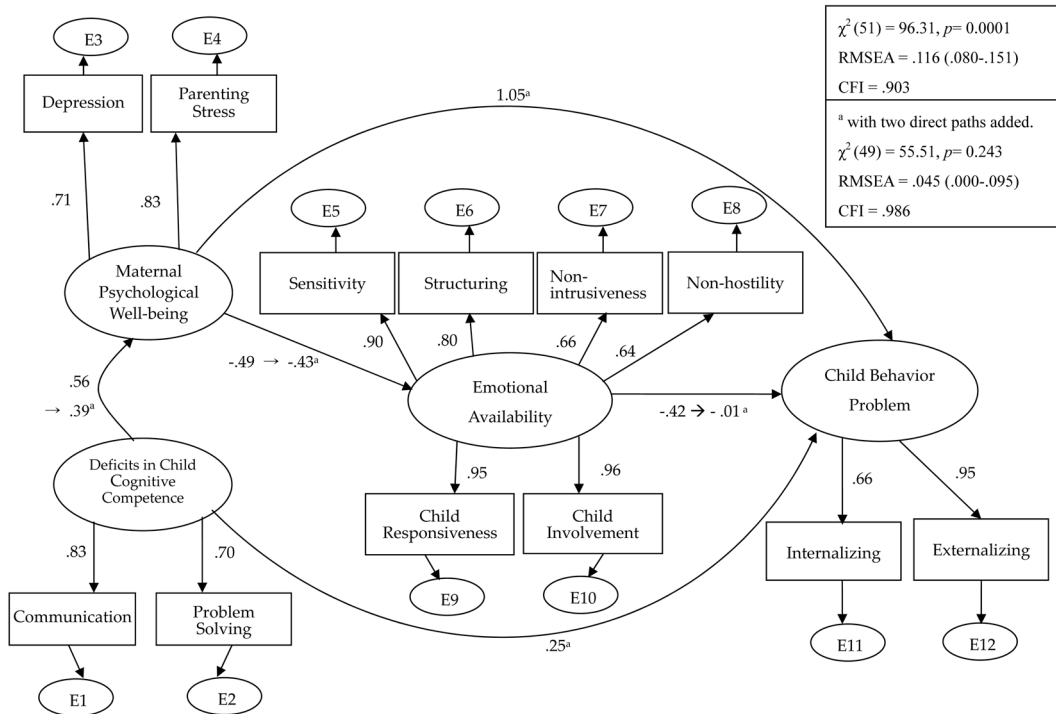 E3
E4
Depression
Parenting
Stress
.71
.83
Maternal
Psychological
Well-being
1.05ᵃ
χ² (51) = 96.31, p= 0.0001
RMSEA = .116 (.080-.151)
CFI = .903
ᵃ with two direct paths added.
χ² (49) = 55.51, p= 0.243
RMSEA = .045 (.000-.095)
CFI = .986
E5
E6
E7
E8
Sensitivity
Structuring
Non-
intrusiveness
Non-hostility
.90
.80
.66
.64
-.49 → -.43ᵃ
Emotional
Availability
-.42 → - .01 ᵃ
Child Behavior
Problem
.56
→ .39ᵃ
Deficits in Child
Cognitive
Competence
.83
.70
Communication
Problem
Solving
E1
E2
.95
.96
Child
Responsiveness
Child
Involvement
E9
E10
.25ᵃ
.66
.95
Internalizing
Externalizing
E11
E12